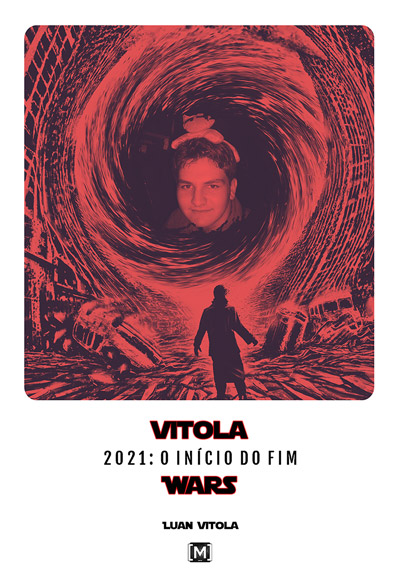 VITOLA
2021: O INÍCIO DO FIM
WARS
LUAN VITOLA
M